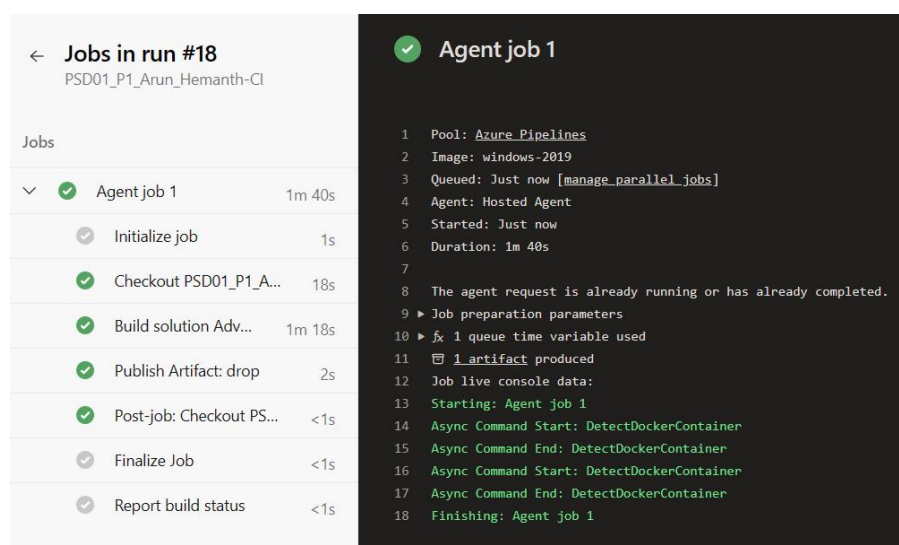 Jobs in run #18
PSD01_P1_Arun_Hemanth-CI
Jobs
Agent job 1 1m 40s
Initialize job 1s
Checkout PSD01_P1_A... 18s
Build solution Adv... 1m 18s
Publish Artifact: drop 2s
Post-job: Checkout PS... <1s
Finalize Job <1s
Report build status <1s
Agent job 1
1 Pool: Azure Pipelines
2 Image: windows-2019
3 Queued: Just now [manage parallel jobs]
4 Agent: Hosted Agent
5 Started: Just now
6 Duration: 1m 40s
7
8 The agent request is already running or has already completed.
9 Job preparation parameters
10 fx 1 queue time variable used
11 1 artifact produced
12 Job live console data:
13 Starting: Agent job 1
14 Async Command Start: DetectDockerContainer
15 Async Command End: DetectDockerContainer
16 Async Command Start: DetectDockerContainer
17 Async Command End: DetectDockerContainer
18 Finishing: Agent job 1